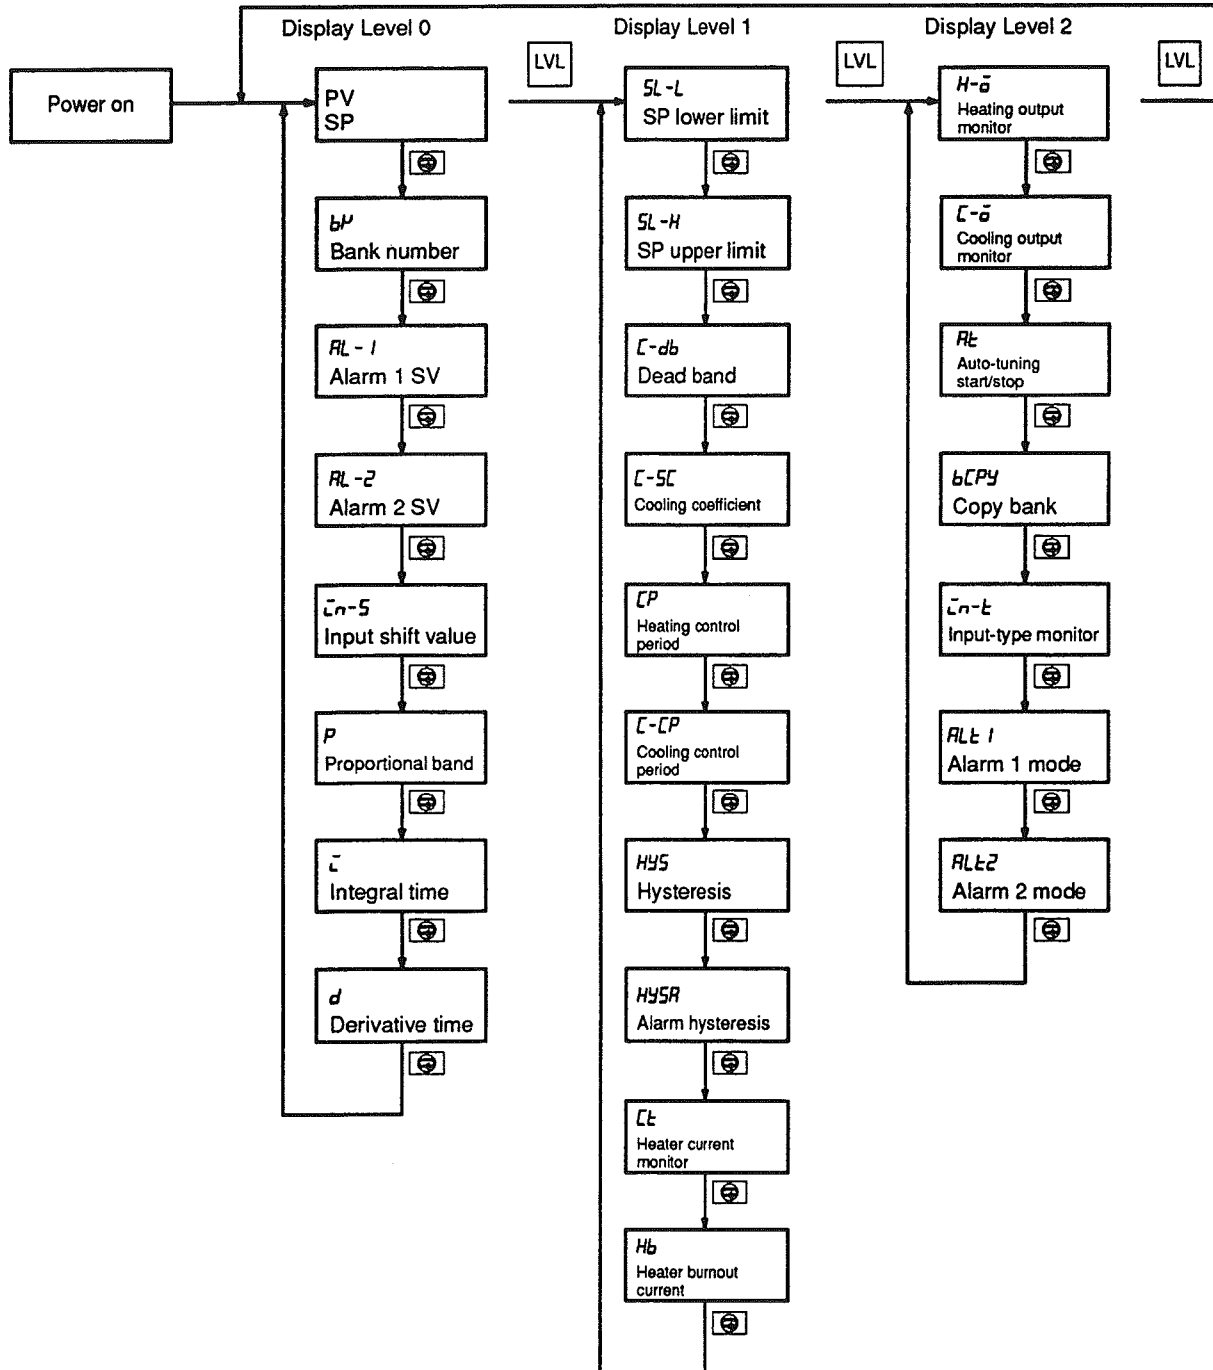 Display Level 0
Display Level 1
Display Level 2
LVL
LVL
LVL
Power on
PV
SP
Bank number
AL-1
Alarm 1 SV
AL-2
Alarm 2 SV
in-S
Input shift value
P
Proportional band
i
Integral time
d
Derivative time
SL-L
SP lower limit
SL-H
SP upper limit
C-db
Dead band
C-SC
Cooling coefficient
CP
Heating control
period
C-CP
Cooling control
period
HYS
Hysteresis
HYSA
Alarm hysteresis
Ct
Heater current
monitor
Hb
Heater burnout
current
H-o
Heating output
monitor
C-o
Cooling output
monitor
At
Auto-tuning
start/stop
bCPY
Copy bank
in-t
Input-type monitor
ALt1
Alarm 1 mode
ALt2
Alarm 2 mode